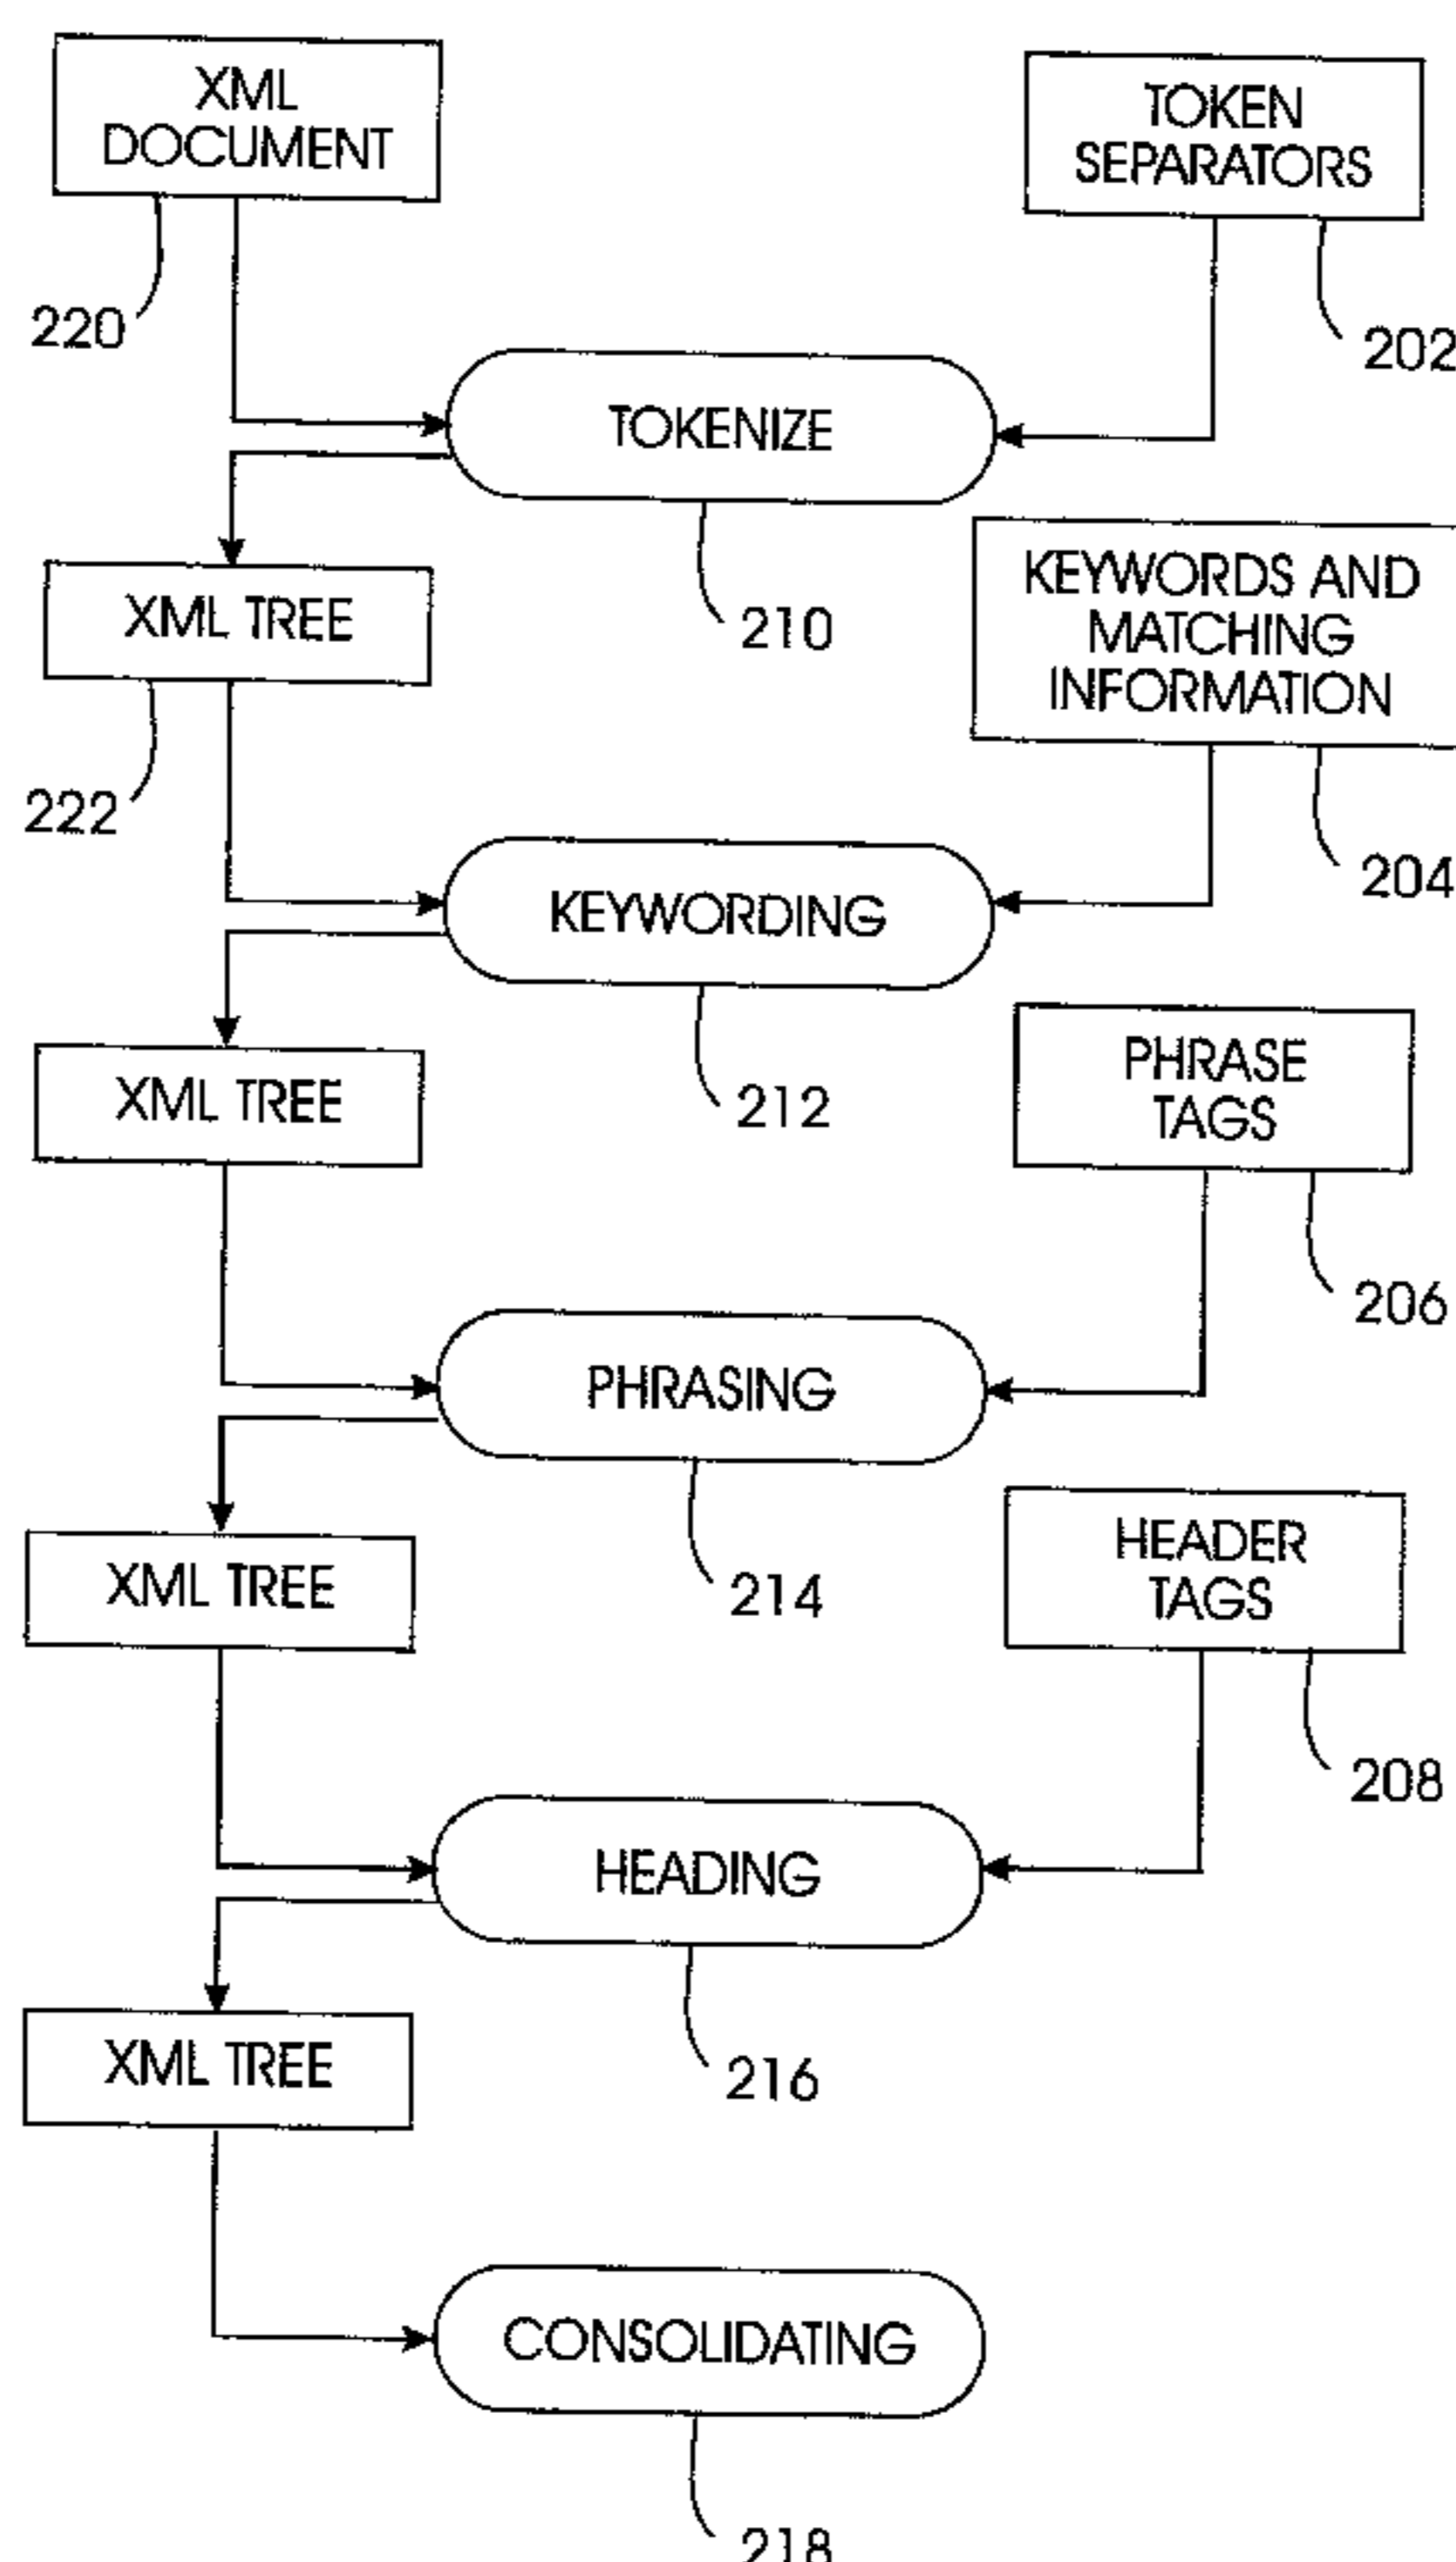 XML
DOCUMENT
TOKEN
SEPARATORS
220
202
TOKENIZE
210
XML TREE
222
KEYWORDS AND
MATCHING
INFORMATION
204
KEYWORDING
212
XML TREE
PHRASE
TAGS
206
PHRASING
214
XML TREE
HEADER
TAGS
208
HEADING
216
XML TREE
CONSOLIDATING
218